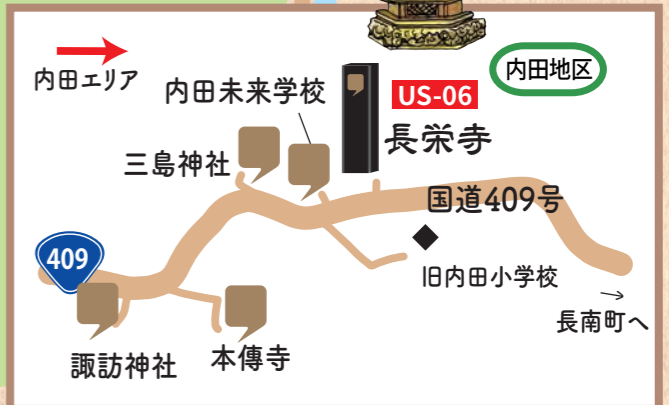 内田エリア
内田未来学校
US-06
内田地区
長栄寺
三島神社
国道409号
409
旧内田小学校
長南町へ
諏訪神社
本傳寺